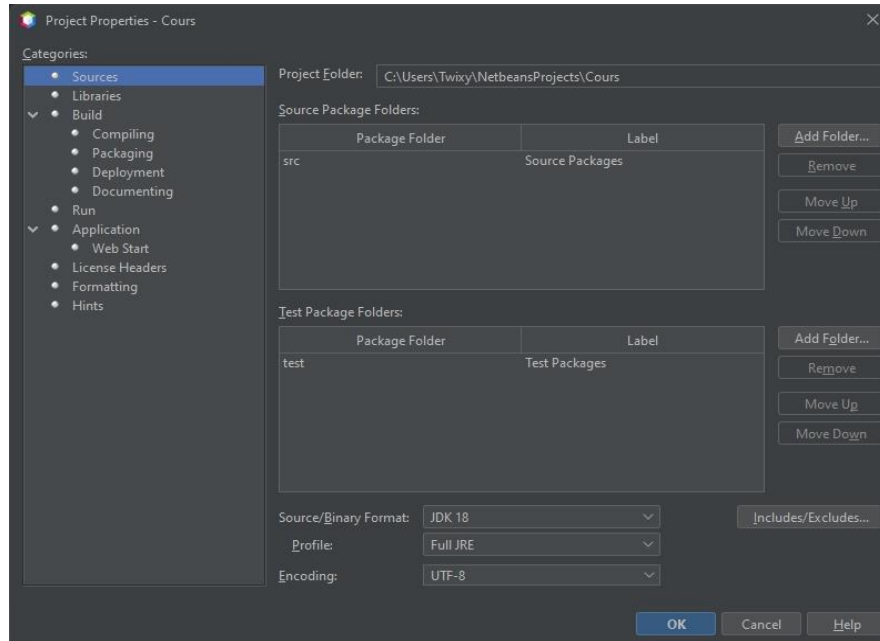 Project Properties - Cours
Categories:
Sources
Libraries
Build
Compiling
Packaging
Deployment
Documenting
Run
Application
Web Start
License Headers
Formatting
Hints
Project Folder: C:\Users\Twixy\NetbeansProjects\Cours
Source Package Folders:
Package Folder Label
src Source Packages
Add Folder...
Remove
Move Up
Move Down
Test Package Folders:
Package Folder Label
test Test Packages
Add Folder...
Remove
Move Up
Move Down
Source/Binary Format: JDK 18 Includes/Excludes...
Profile: Full JRE
Encoding: UTF-8
OK Cancel Help